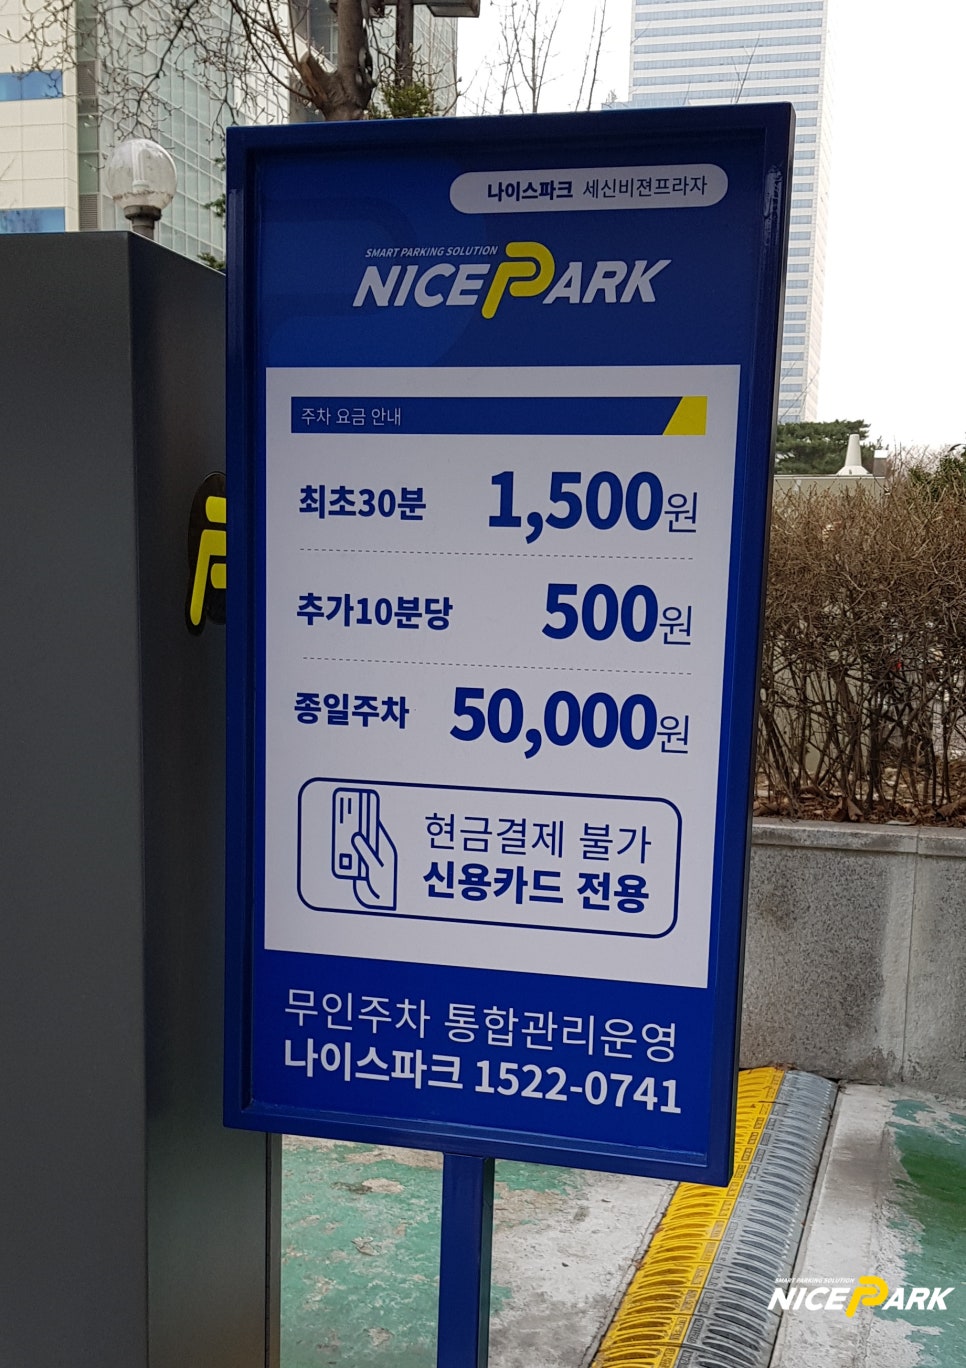 나이스파크 세신비젼프라자
SMART PARKING SOLUTION
NICEPARK
주차 요금 안내
최초30분 1,500원
추가10분당 500원
종일주차 50,000원
현금결제 불가
신용카드 전용
무인주차 통합관리운영
나이스파크 1522-0741
SMART PARKING SOLUTION
NICEPARK